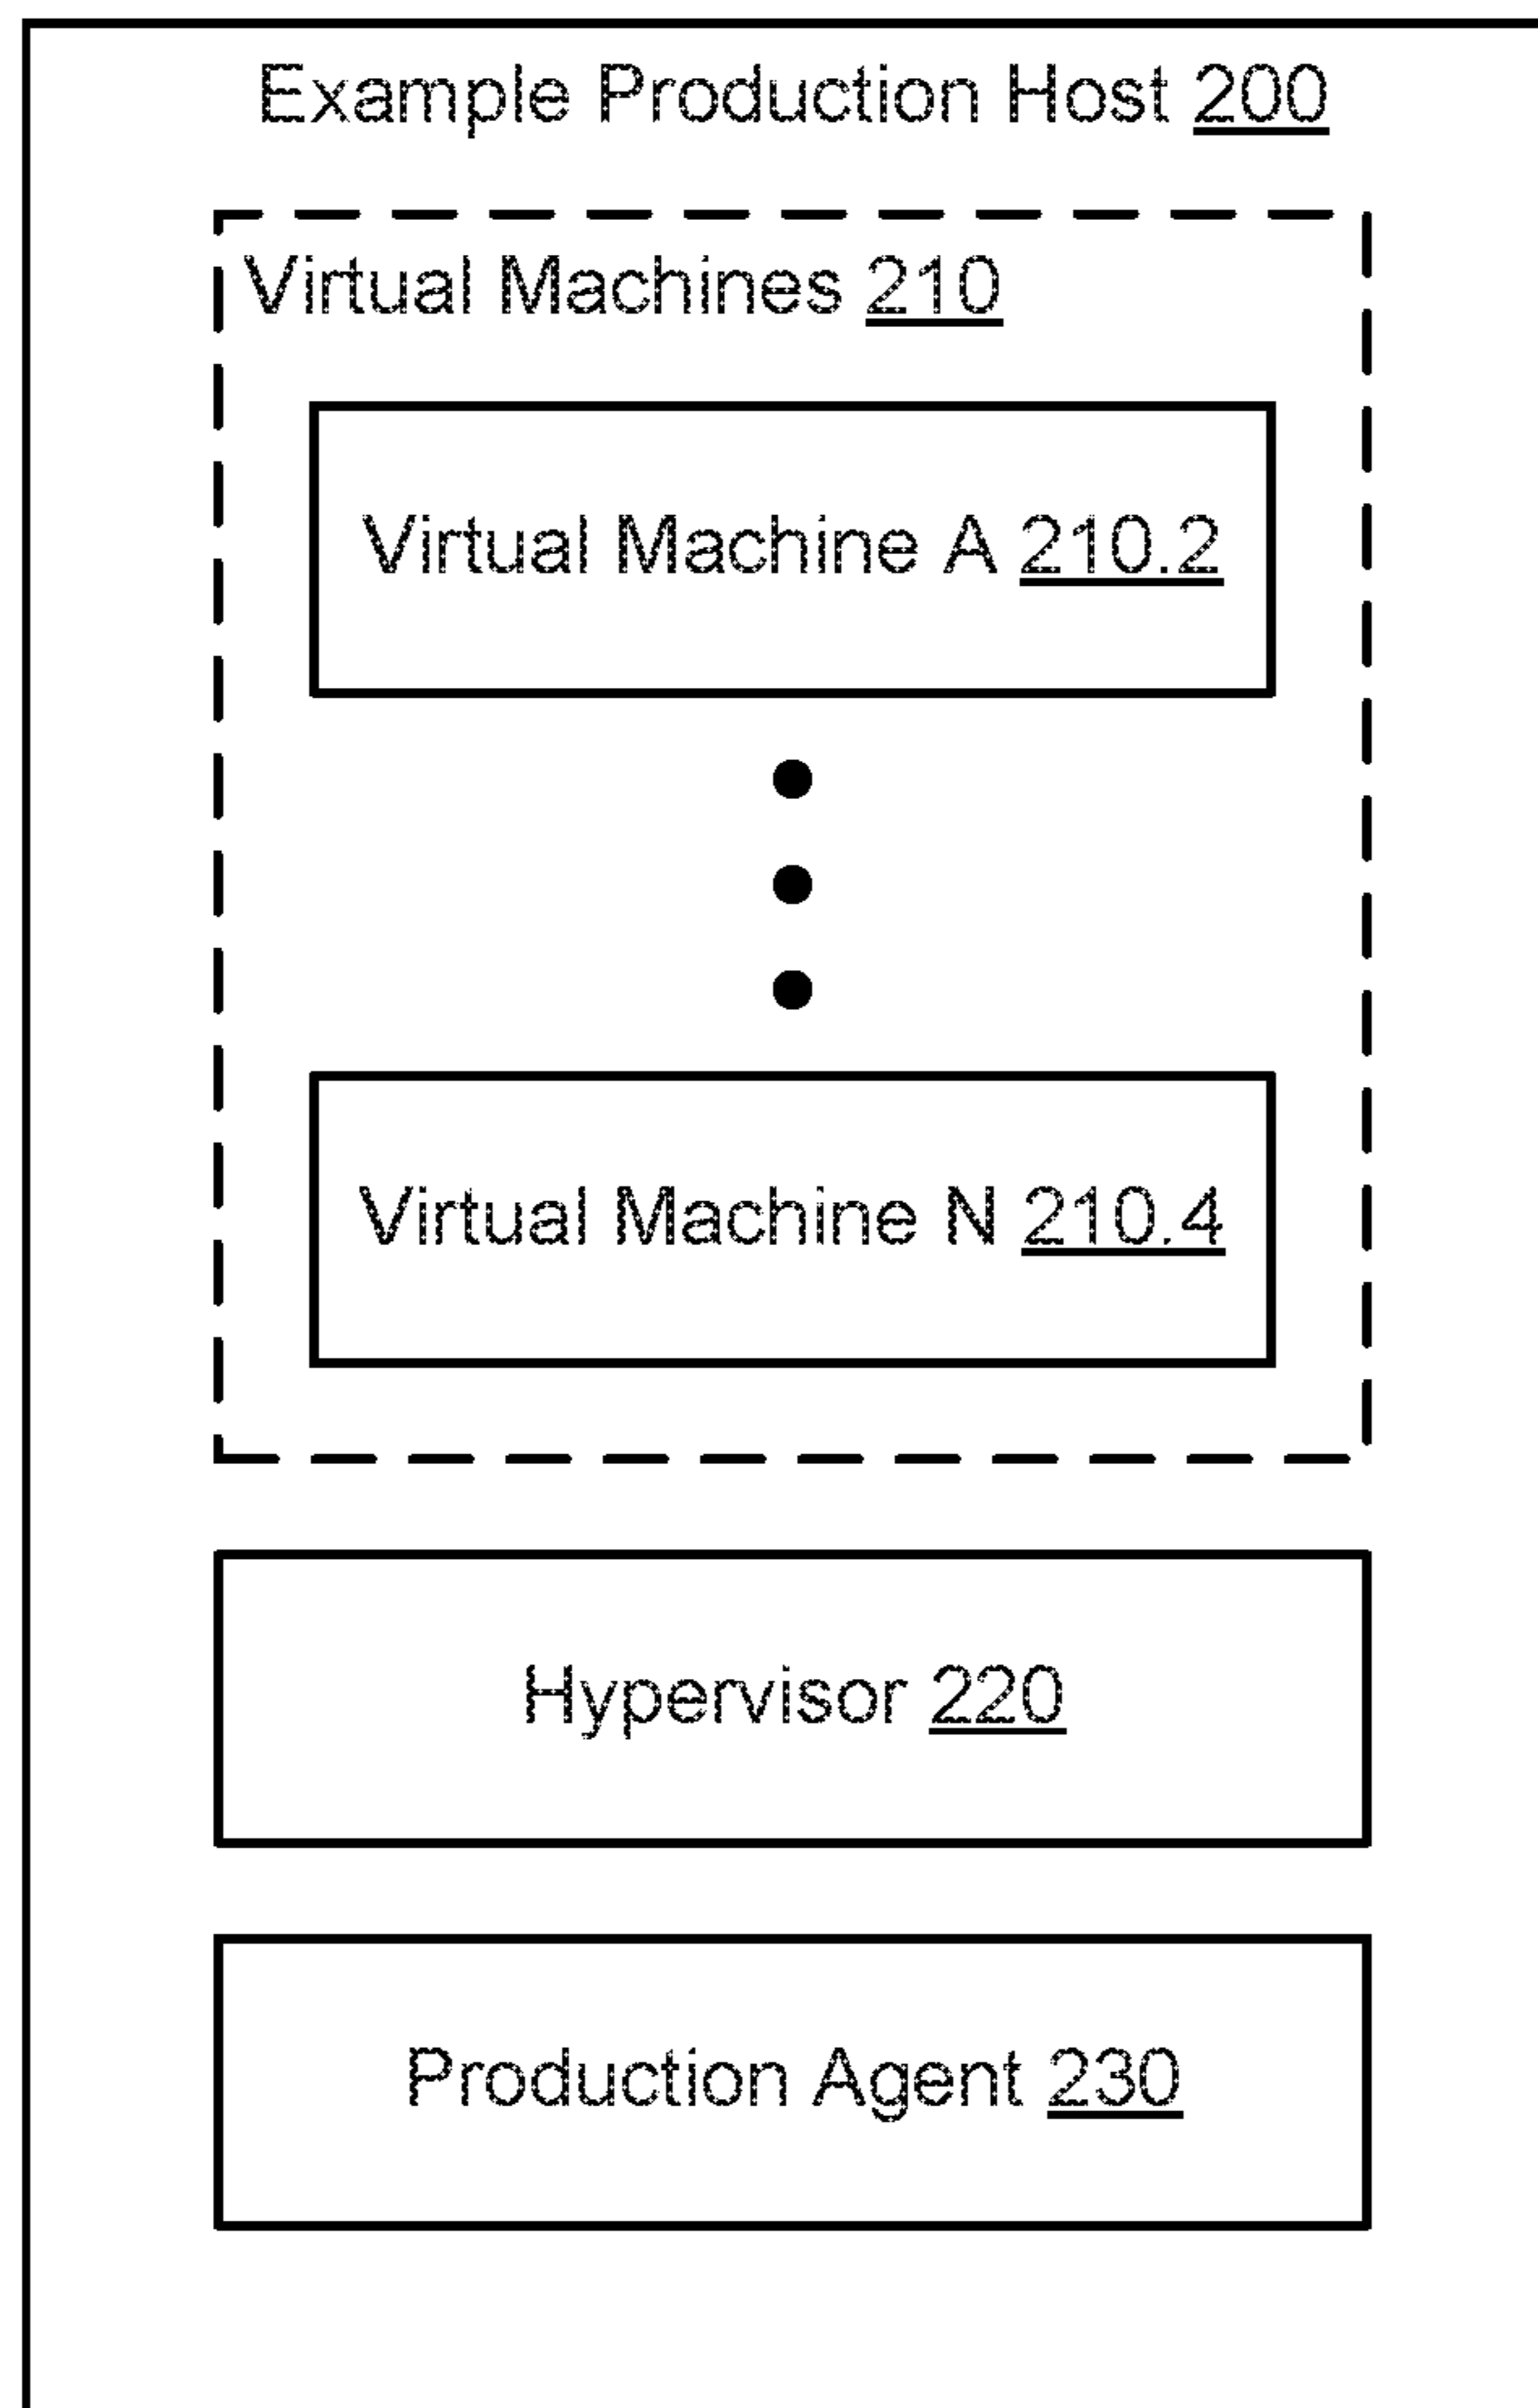 Example Production Host 200
Virtual Machines 210
Virtual Machine A 210.2
Virtual Machine N 210.4
Hypervisor 220
Production Agent 230